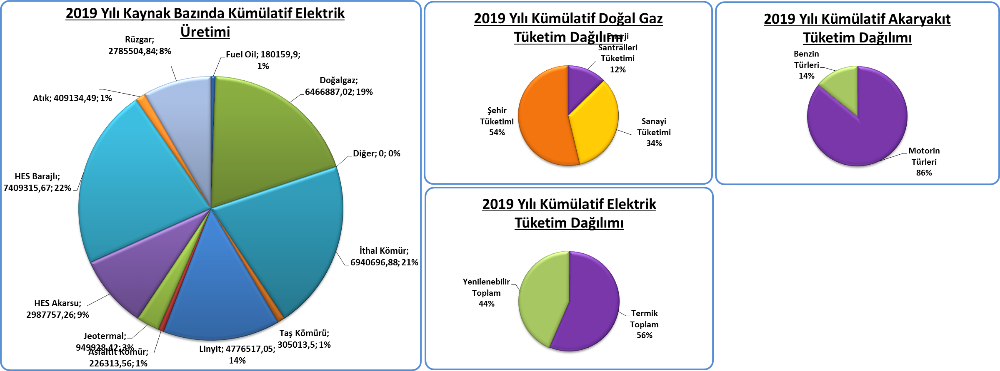 2019 Yılı Kaynak Bazında Kümülatif Elektrik
Üretimi
Rüzgar;
2785504,84; 8%
Fuel Oil; 180159,9;
1%
Doğalgaz;
6466887,02; 19%
Atık; 409134,49; 1%
Diğer; 0; 0%
HES Barajlı;
7409315,67; 22%
İthal Kömür;
6940696,88; 21%
HES Akarsu;
2987757,26; 9%
Jeotermal;
949928,42; 3%
Asfaltit Kömür;
226313,56; 1%
Linyit; 4776517,05;
14%
Taş Kömürü;
305013,5; 1%
2019 Yılı Kümülatif Doğal Gaz
Tüketim Dağılımı
Enerji
Santralleri
Tüketimi
12%
Şehir
Tüketimi
54%
Sanayi
Tüketimi
34%
2019 Yılı Kümülatif Akaryakıt
Tüketim Dağılımı
Benzin
Türleri
14%
Motorin
Türleri
86%
2019 Yılı Kümülatif Elektrik
Tüketim Dağılımı
Yenilenebilir
Toplam
44%
Termik
Toplam
56%